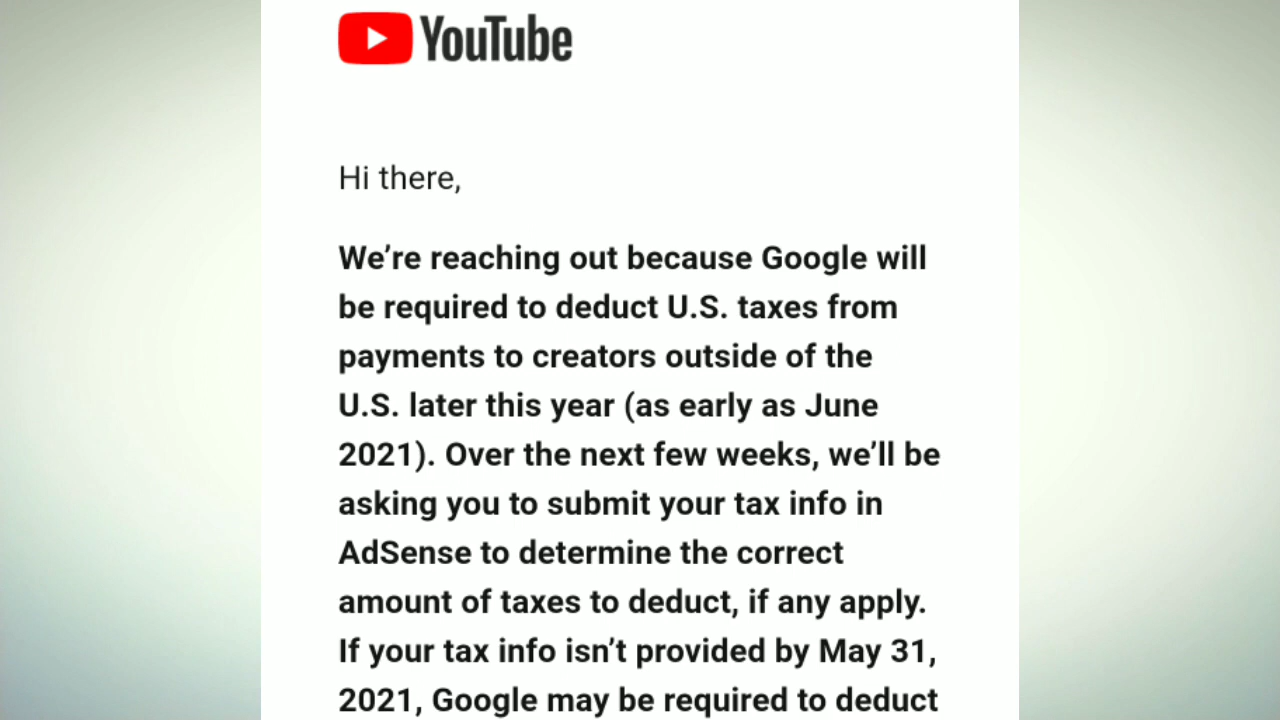 YouTube
Hi there,
We’re reaching out because Google will
be required to deduct U.S. taxes from
payments to creators outside of the
U.S. later this year (as early as June
2021). Over the next few weeks, we’ll be
asking you to submit your tax info in
AdSense to determine the correct
amount of taxes to deduct, if any apply.
If your tax info isn’t provided by May 31,
2021, Google may be required to deduct